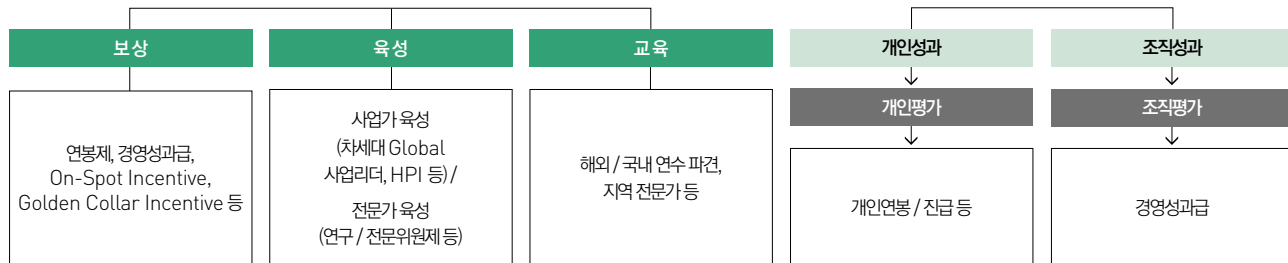 보상
연봉제, 경영성과급,
On-Spot Incentive,
Golden Collar Incentive 등
육성
사업가 육성
(차세대 Global
사업리더, HPI 등) /
전문가 육성
(연구 / 전문위원제 등)
교육
해외 / 국내 연수 파견,
지역 전문가 등
개인성과
개인평가
개인연봉 / 진급 등
조직성과
조직평가
경영성과급